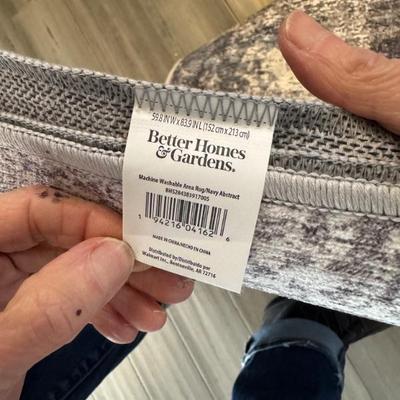 59.8 IN W x 83.9 IN L (152 cm x 213 cm)
Better Homes
& Gardens®
Machine Washable Area Rug/Navy Abstract
BHS284383917005
1 94216 04162 6
MADE IN CHINA/HECHO EN CHINA
Distributed by/Distribuido por
Walmart Inc., Bentonville, AR 72716